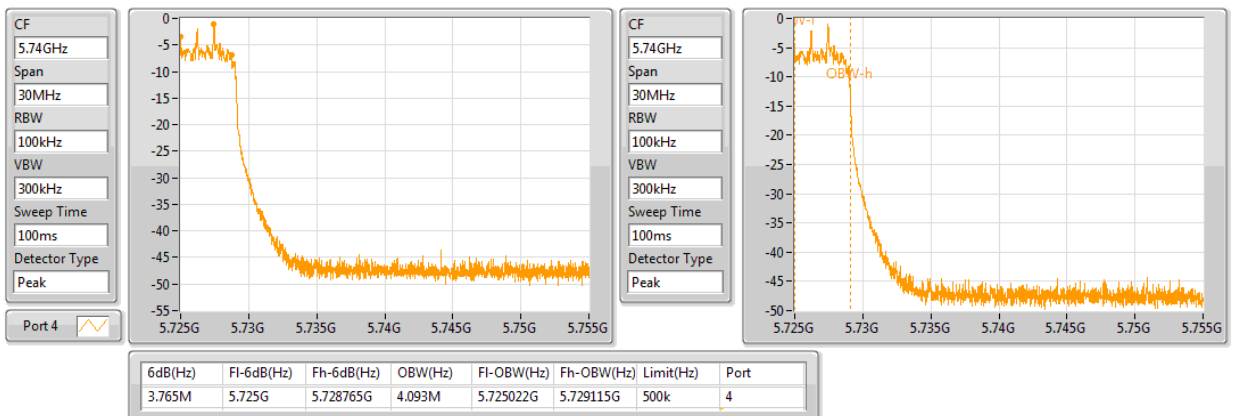 CF
5.74GHz
Span
30MHz
RBW
100kHz
VBW
300kHz
Sweep Time
100ms
Detector Type
Peak
Port 4
0
-5
-10
-15
-20
-25
-30
-35
-40
-45
-50
-55
5.725G 5.73G 5.735G 5.74G 5.745G 5.75G 5.755G
CF
5.74GHz
Span
30MHz
RBW
100kHz
VBW
300kHz
Sweep Time
100ms
Detector Type
Peak
0
-5
-10
-15
-20
-25
-30
-35
-40
-45
-50
OBW-h
5.725G 5.73G 5.735G 5.74G 5.745G 5.75G 5.755G
6dB(Hz) Fl-6dB(Hz) Fh-6dB(Hz) OBW(Hz) Fl-OBW(Hz) Fh-OBW(Hz) Limit(Hz) Port
3.765M 5.725G 5.728765G 4.093M 5.725022G 5.729115G 500k 4